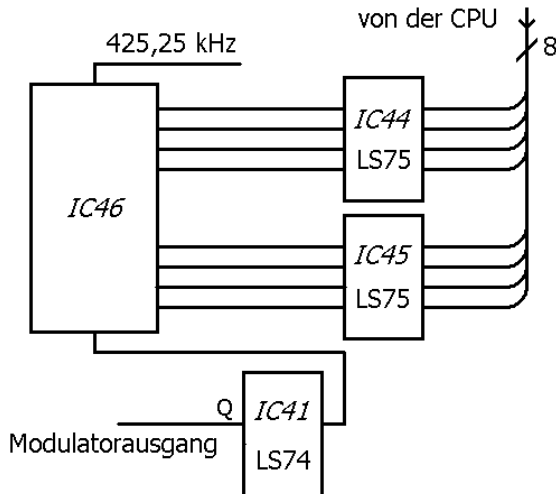 von der CPU
8
425,25 kHz
IC44
LS75
IC46
IC45
LS75
Q
IC41
Modulatorausgang
LS74